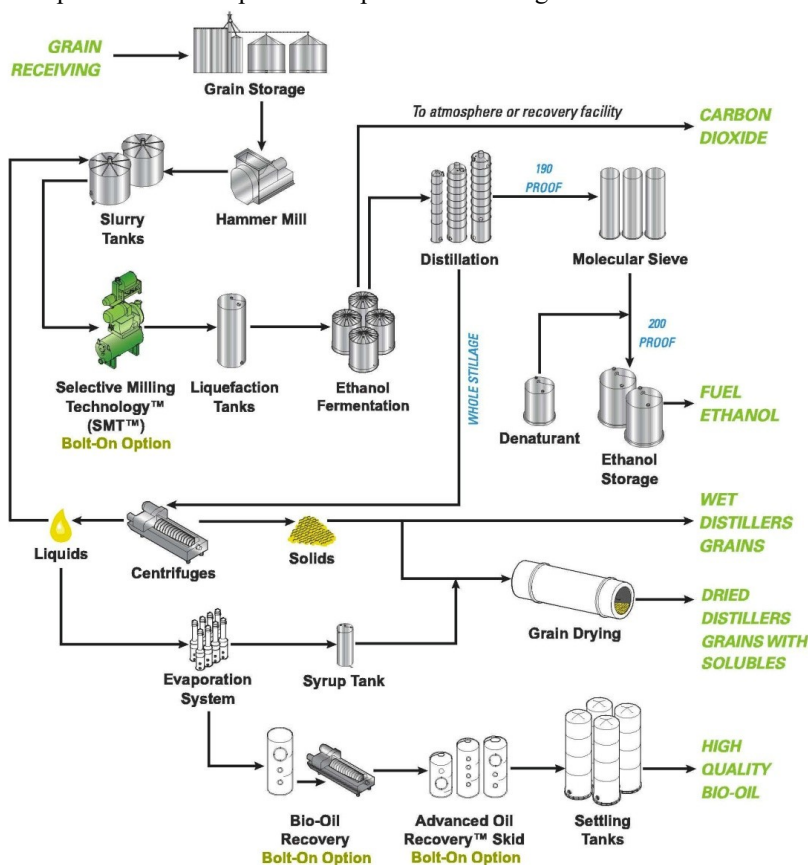 GRAIN
RECEIVING
Grain Storage
To atmosphere or recovery facility
CARBON
DIOXIDE
Slurry
Tanks
Hammer Mill
190
PROOF
Distillation
Molecular Sieve
Selective Milling
Technology™
(SMT™)
Bolt-On Option
Liquefaction
Tanks
Ethanol
Fermentation
WHOLE STILLAGE
200
PROOF
Denaturant
Ethanol
Storage
FUEL
ETHANOL
Liquids
Centrifuges
Solids
WET
DISTILLERS
GRAINS
Grain Drying
DRIED
DISTILLERS
GRAINS WITH
SOLUBLES
Evaporation
System
Syrup Tank
Bio-Oil
Recovery
Bolt-On Option
Advanced Oil
Recovery™ Skid
Bolt-On Option
Settling
Tanks
HIGH
QUALITY
BIO-OIL